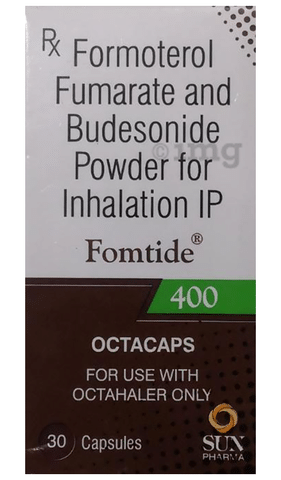 Rx Formoterol
Fumarate and
Budesonide
Powder for
Inhalation IP
Fomtide®
400
OCTACAPS
FOR USE WITH
OCTAHALER ONLY
30 Capsules
SUN
PHARMA